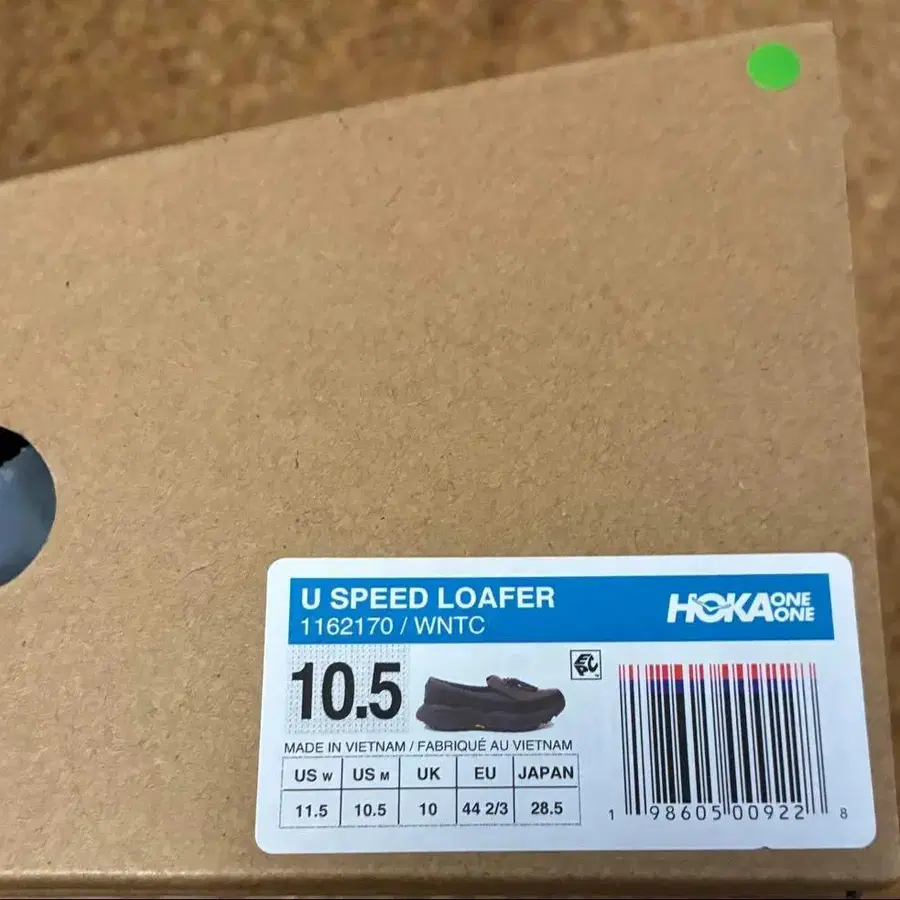 U SPEED LOAFER
1162170 / WNTC
HOKA ONE ONE
10.5
EPC
MADE IN VIETNAM / FABRIQUÉ AU VIETNAM
US W US M UK EU JAPAN
11.5 10.5 10 44 2/3 28.5
1 98605 00922 8